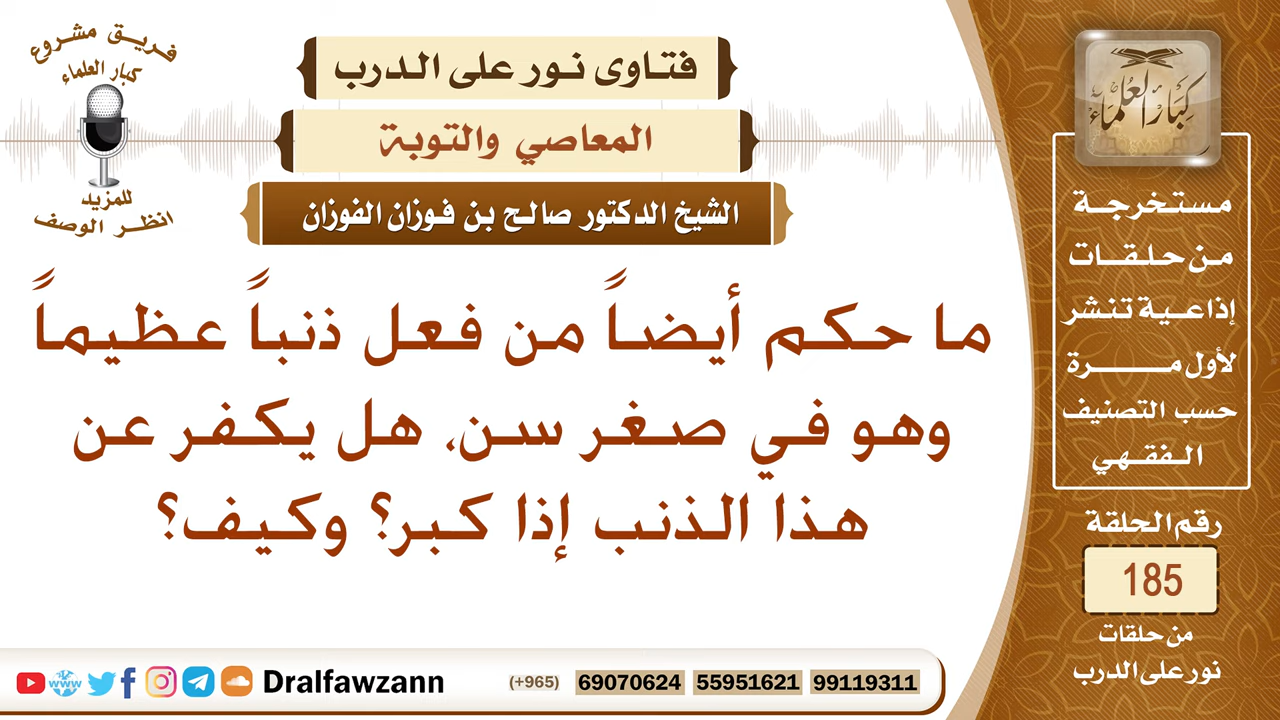 فريق مشروع
كبار العلماء
للمزيد
انظر الوصف
فتاوى نور على الدرب
المعاصي والتوبة
الشيخ الدكتور صالح بن فوزان الفوزان
ما حكم أيضاً من فعل ذنباً عظيماً
وهو في صغر سن، هل يكفر عن
هذا الذنب إذا كبر؟ وكيف؟
كبار العلماء
مستخرجة
من حلقات
إذاعية تنشر
لأول مرة
حسب التصنيف
الفقهي
رقم الحلقة
185
من حلقات
نور على الدرب
www
Dralfawzann
(+965) 69070624 55951621 99119311